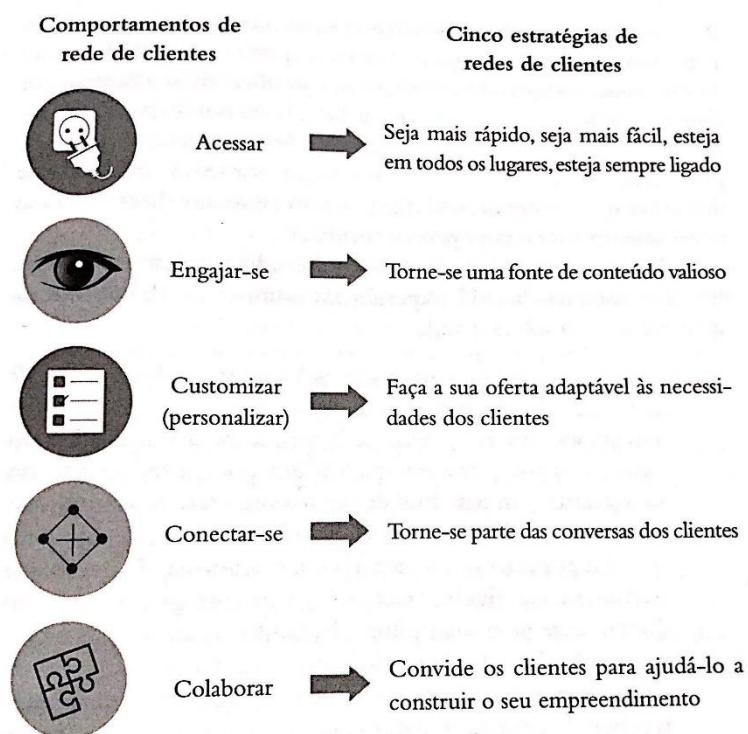 Comportamentos de
rede de clientes
Cinco estratégias de
redes de clientes
Acessar
Seja mais rápido, seja mais fácil, esteja
em todos os lugares, esteja sempre ligado
Engajar-se
Torne-se uma fonte de conteúdo valioso
Customizar
(personalizar)
Faça a sua oferta adaptável às necessi-
dades dos clientes
Conectar-se
Torne-se parte das conversas dos clientes
Colaborar
Convide os clientes para ajudá-lo a
construir o seu empreendimento